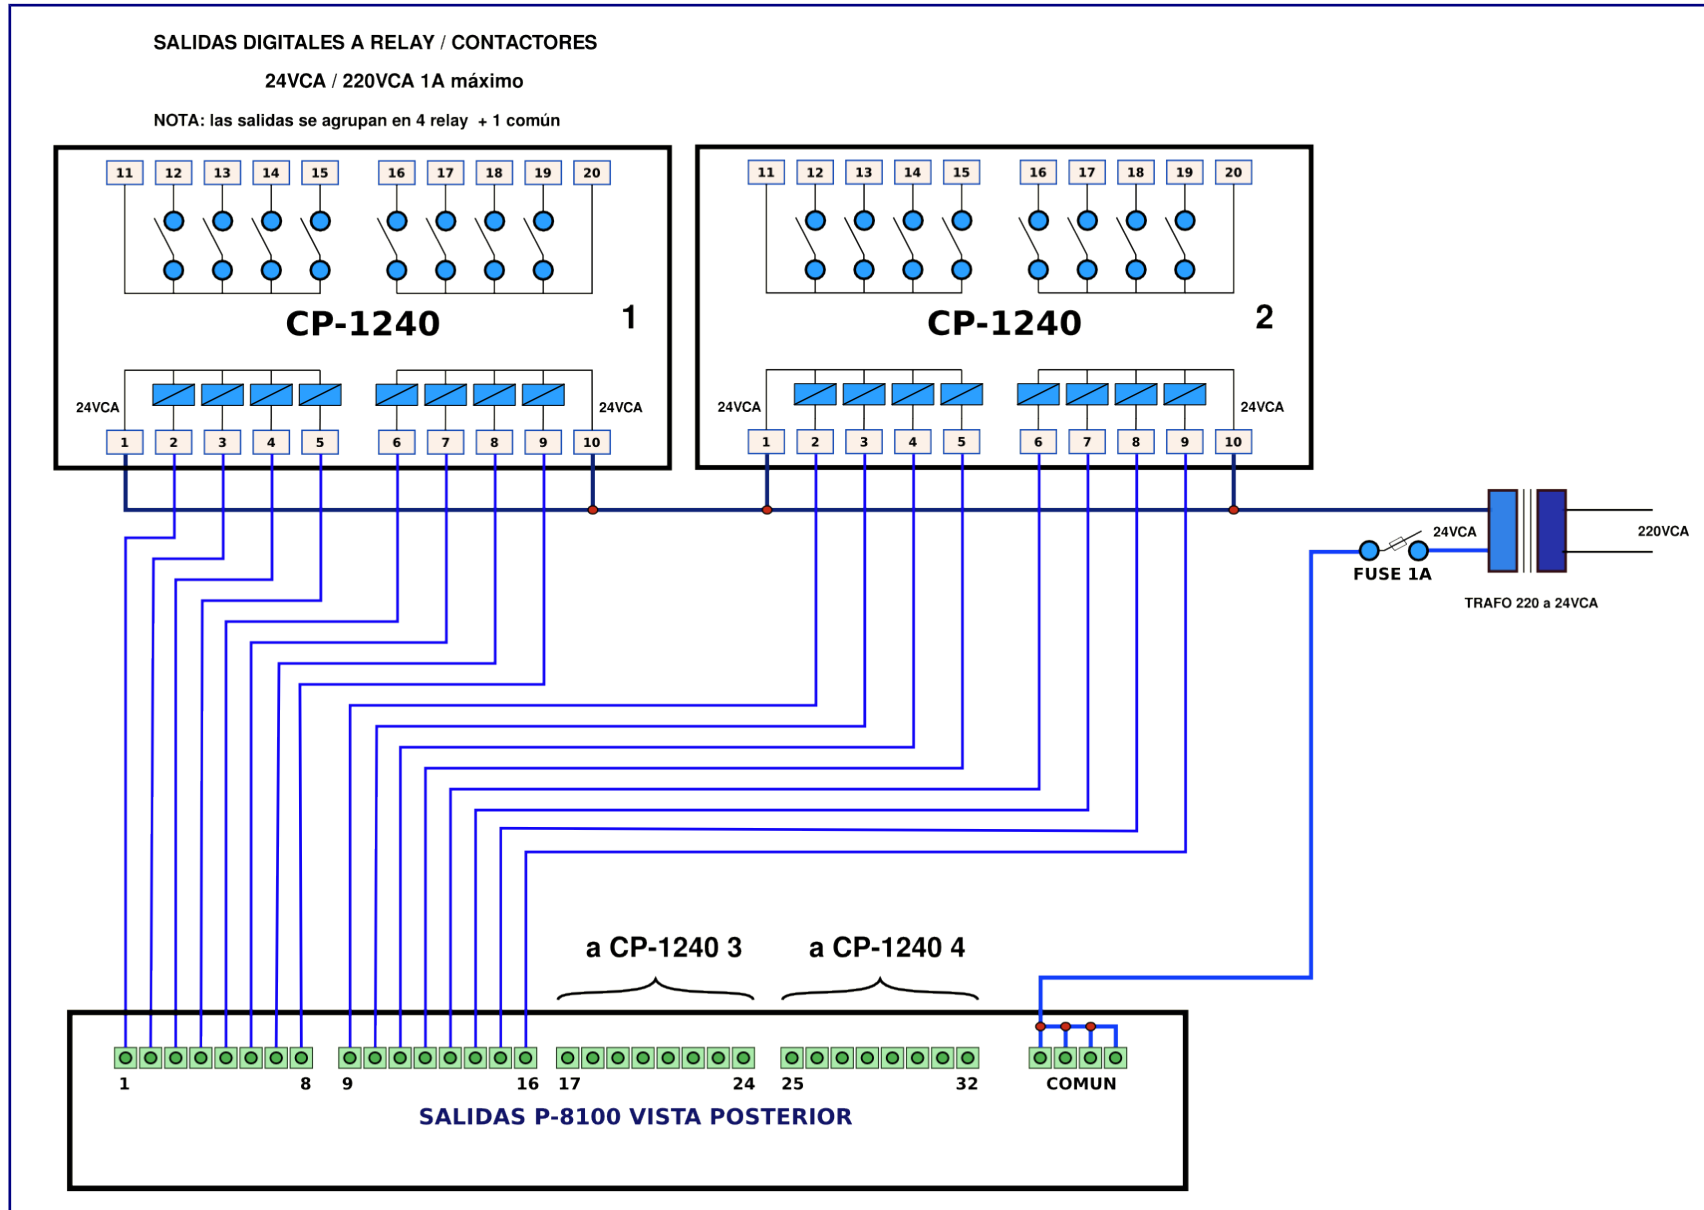 SALIDAS DIGITALES A RELAY / CONTACTORES
24VCA / 220VCA 1A máximo
NOTA: las salidas se agrupan en 4 relay + 1 común
11 12 13 14 15 16 17 18 19 20
11 12 13 14 15 16 17 18 19 20
CP-1240 1
CP-1240 2
24VCA 24VCA
24VCA 24VCA
1 2 3 4 5 6 7 8 9 10
1 2 3 4 5 6 7 8 9 10
24VCA 220VCA
FUSE 1A
TRAFO 220 a 24VCA
a CP-1240 3 a CP-1240 4
1 8 9 16 17 24 25 32 COMUN
SALIDAS P-8100 VISTA POSTERIOR